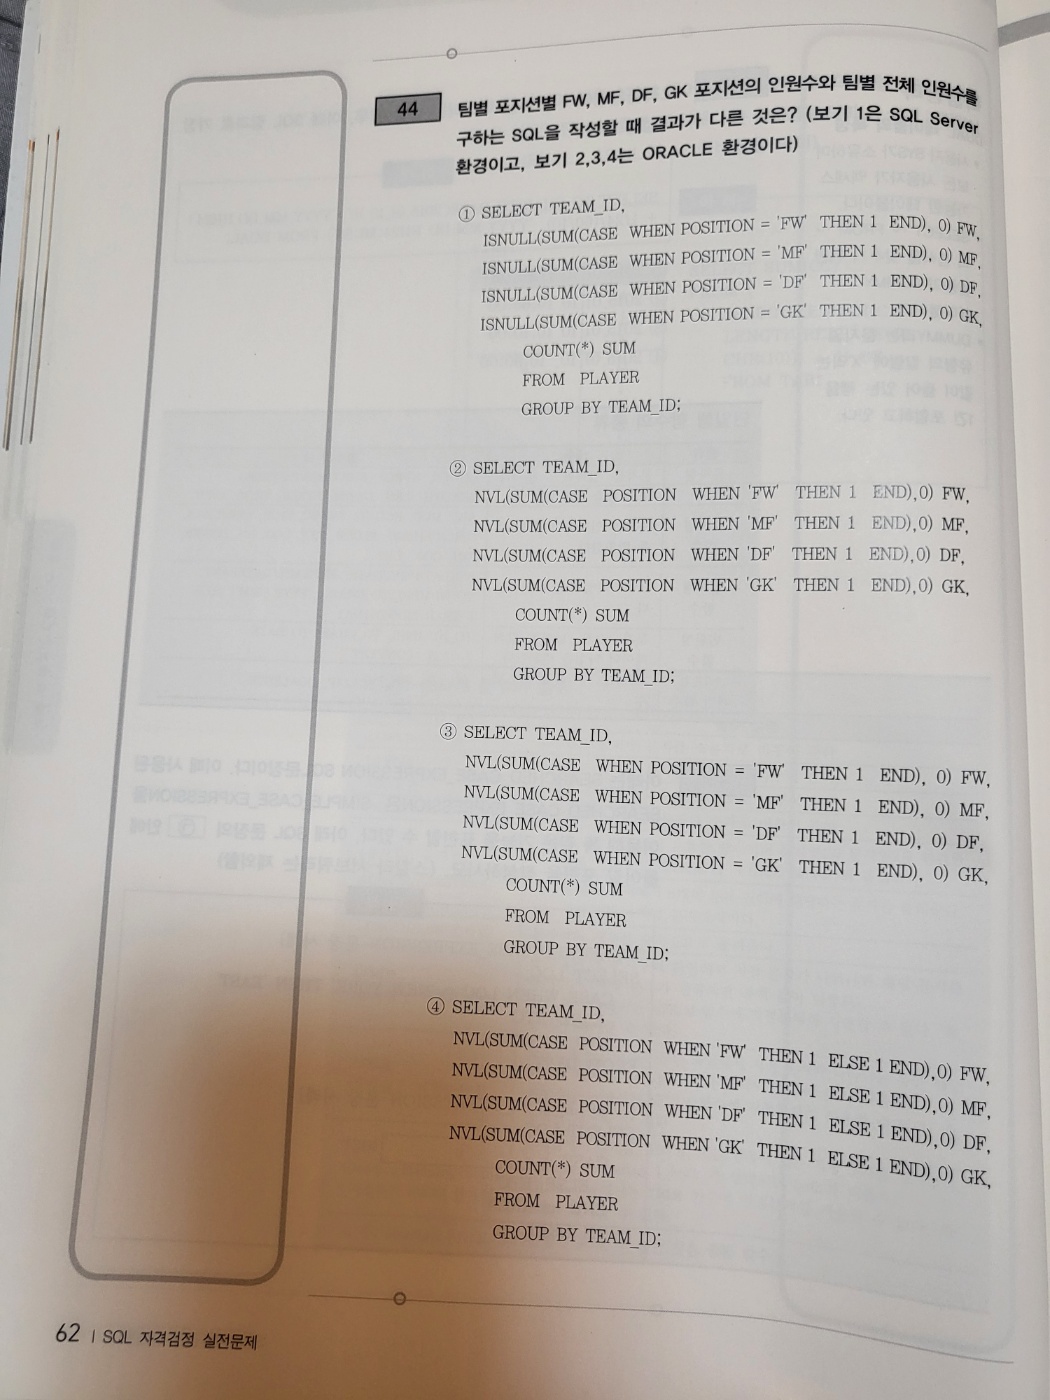 44
팀별 포지션별 FW, MF, DF, GK 포지션의 인원수와 팀별 전체 인원수를
구하는 SQL을 작성할 때 결과가 다른 것은? (보기 1은 SQL Server
환경이고, 보기 2,3,4는 ORACLE 환경이다)
① SELECT TEAM_ID,
ISNULL(SUM(CASE WHEN POSITION = 'FW' THEN 1 END), 0) FW,
ISNULL(SUM(CASE WHEN POSITION = 'MF' THEN 1 END), 0) MF,
ISNULL(SUM(CASE WHEN POSITION = 'DF' THEN 1 END), 0) DF,
ISNULL(SUM(CASE WHEN POSITION = 'GK' THEN 1 END), 0) GK,
COUNT(*) SUM
FROM PLAYER
GROUP BY TEAM_ID;
② SELECT TEAM_ID,
NVL(SUM(CASE POSITION WHEN 'FW' THEN 1 END),0) FW,
NVL(SUM(CASE POSITION WHEN 'MF' THEN 1 END),0) MF,
NVL(SUM(CASE POSITION WHEN 'DF' THEN 1 END),0) DF,
NVL(SUM(CASE POSITION WHEN 'GK' THEN 1 END),0) GK,
COUNT(*) SUM
FROM PLAYER
GROUP BY TEAM_ID;
③ SELECT TEAM_ID,
NVL(SUM(CASE WHEN POSITION = 'FW' THEN 1 END), 0) FW,
NVL(SUM(CASE WHEN POSITION = 'MF' THEN 1 END), 0) MF,
NVL(SUM(CASE WHEN POSITION = 'DF' THEN 1 END), 0) DF,
NVL(SUM(CASE WHEN POSITION = 'GK' THEN 1 END), 0) GK,
COUNT(*) SUM
FROM PLAYER
GROUP BY TEAM_ID;
④ SELECT TEAM_ID,
NVL(SUM(CASE POSITION WHEN 'FW' THEN 1 ELSE 1 END),0) FW,
NVL(SUM(CASE POSITION WHEN 'MF' THEN 1 ELSE 1 END),0) MF,
NVL(SUM(CASE POSITION WHEN 'DF' THEN 1 ELSE 1 END),0) DF,
NVL(SUM(CASE POSITION WHEN 'GK' THEN 1 ELSE 1 END),0) GK,
COUNT(*) SUM
FROM PLAYER
GROUP BY TEAM_ID;
62 | SQL 자격검정 실전문제